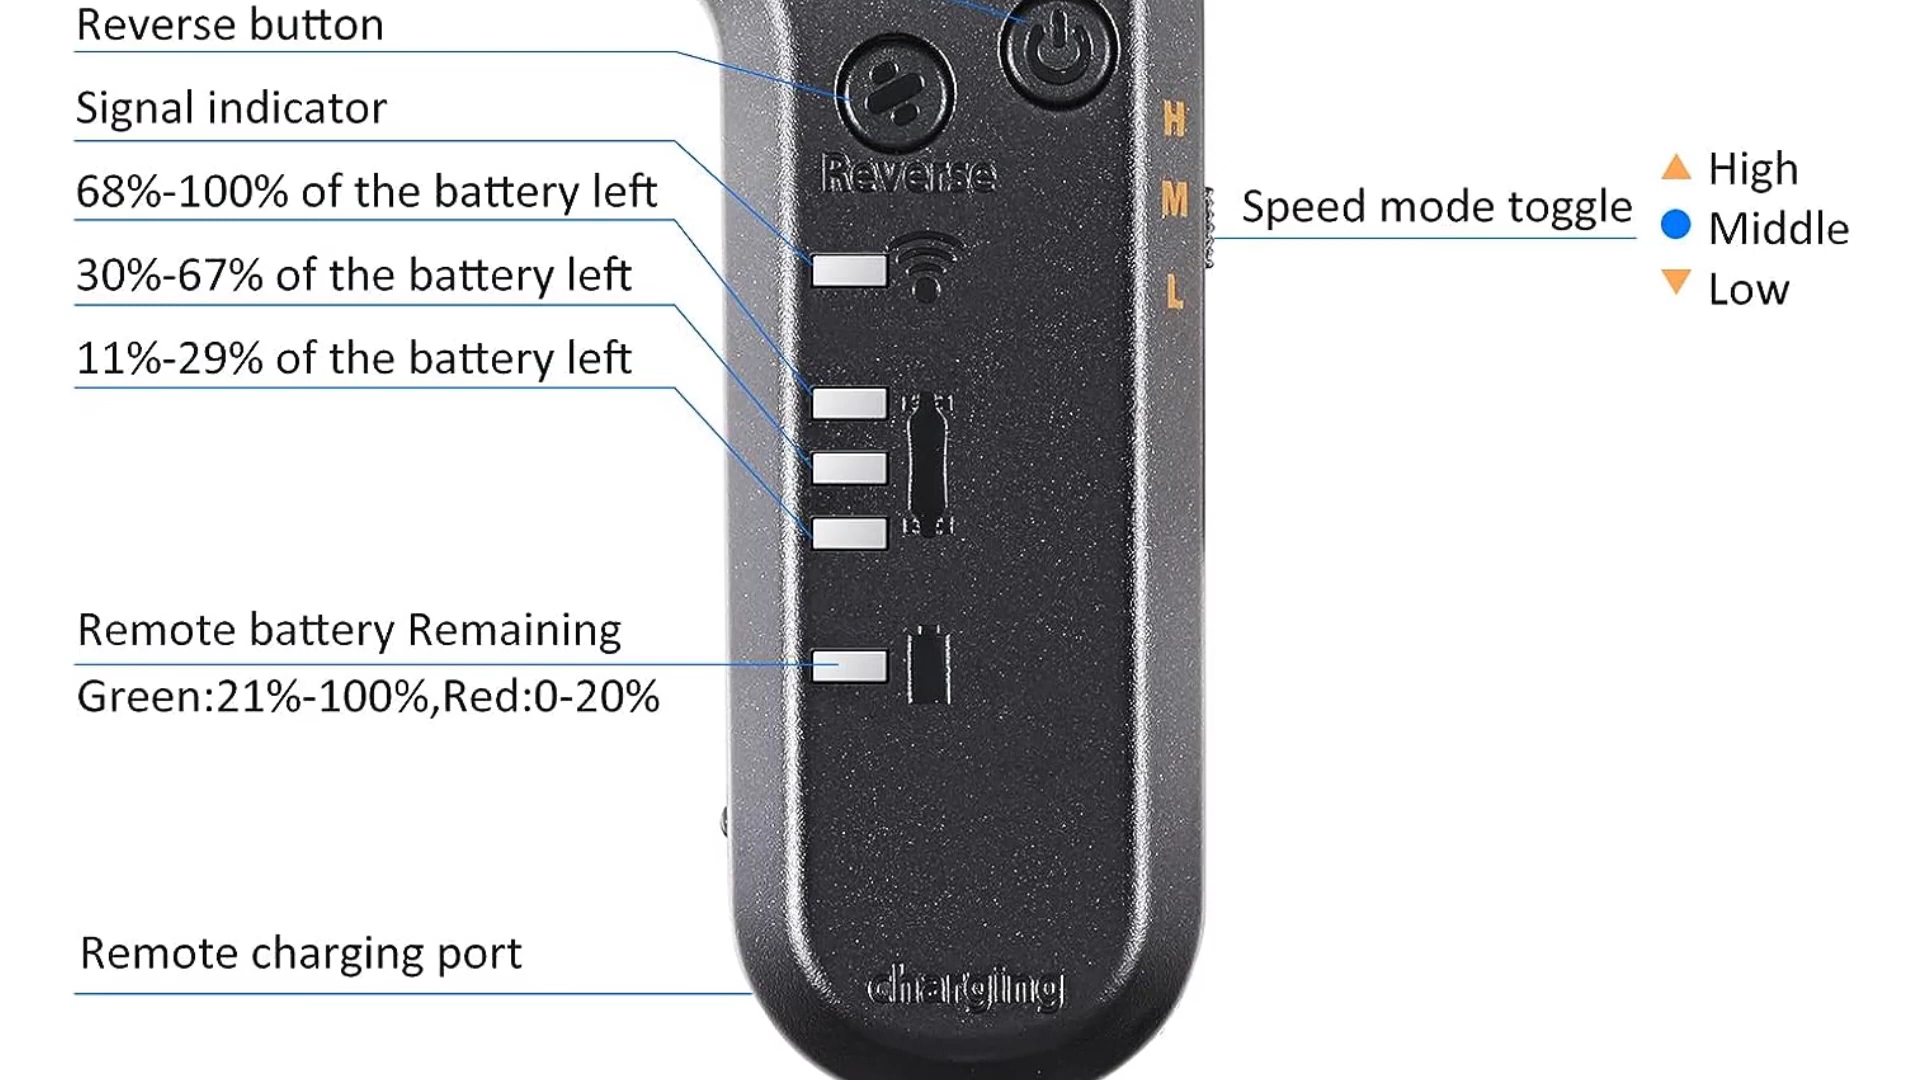 Reverse button
Signal indicator
68%-100% of the battery left
30%-67% of the battery left
11%-29% of the battery left
Remote battery Remaining
Green:21%-100%,Red:0-20%
Remote charging port
Reverse
charging
H
M
L
Speed mode toggle
High
Middle
Low